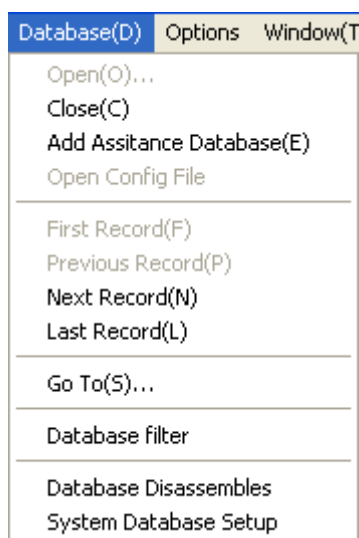 Database(D) Options Window(T
Open(O)...
Close(C)
Add Assitance Database(E)
Open Config File
First Record(F)
Previous Record(P)
Next Record(N)
Last Record(L)
Go To(S)...
Database filter
Database Disassembles
System Database Setup